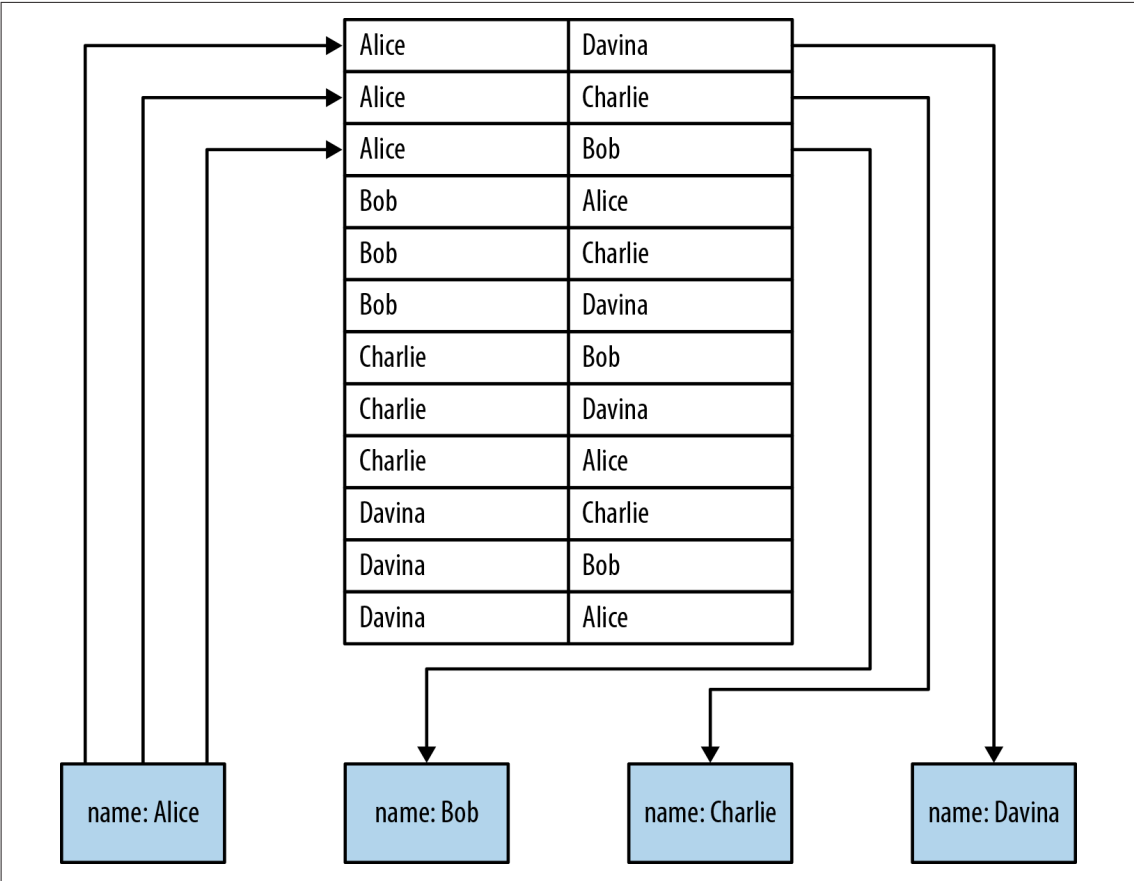 Alice Davina
Alice Charlie
Alice Bob
Bob Alice
Bob Charlie
Bob Davina
Charlie Bob
Charlie Davina
Charlie Alice
Davina Charlie
Davina Bob
Davina Alice
name: Alice name: Bob name: Charlie name: Davina